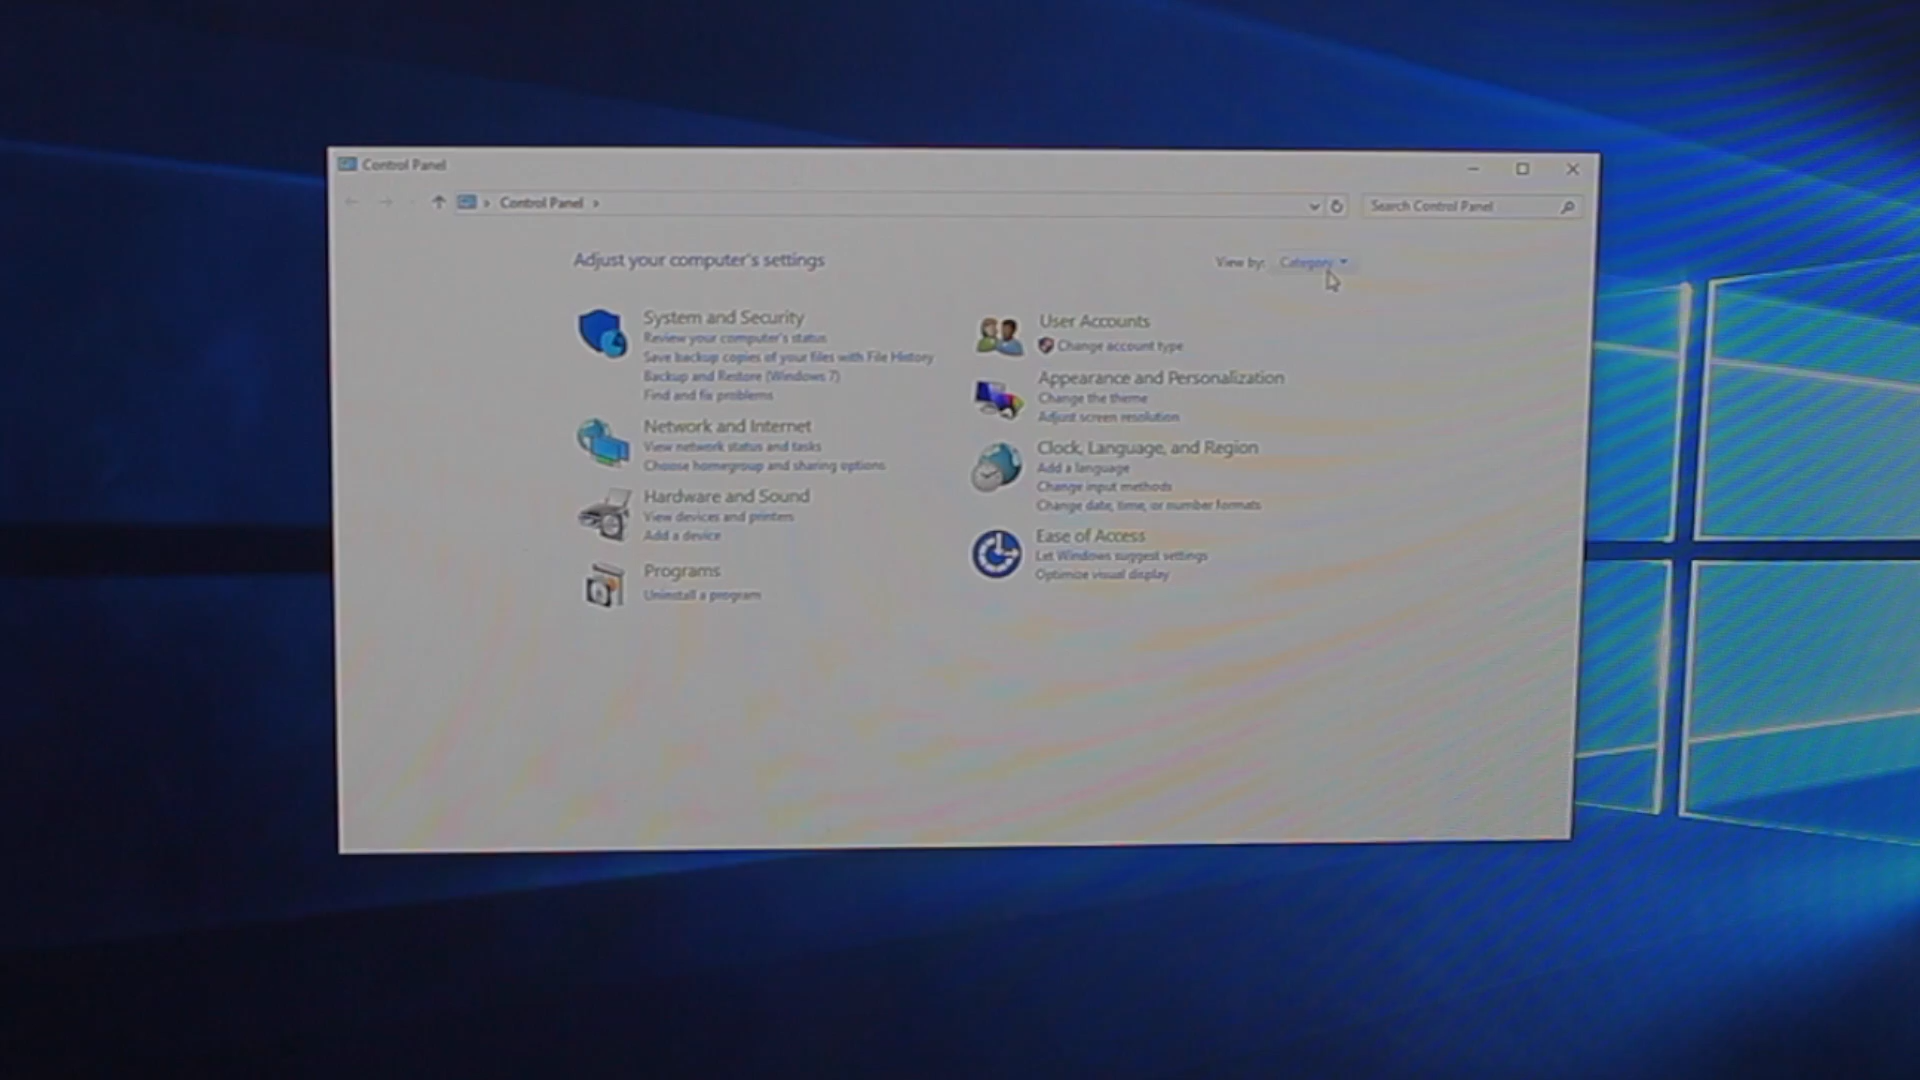 Control Panel
Control Panel
Search Control Panel
Adjust your computer's settings
View by: Category
System and Security
Review your computer's status
Save backup copies of your files with File History
Backup and Restore (Windows 7)
Find and fix problems
Network and Internet
View network status and tasks
Choose homegroup and sharing options
Hardware and Sound
View devices and printers
Add a device
Programs
Uninstall a program
User Accounts
Change account type
Appearance and Personalization
Change the theme
Adjust screen resolution
Clock, Language, and Region
Add a language
Change input methods
Change date, time, or number formats
Ease of Access
Let Windows suggest settings
Optimize visual display